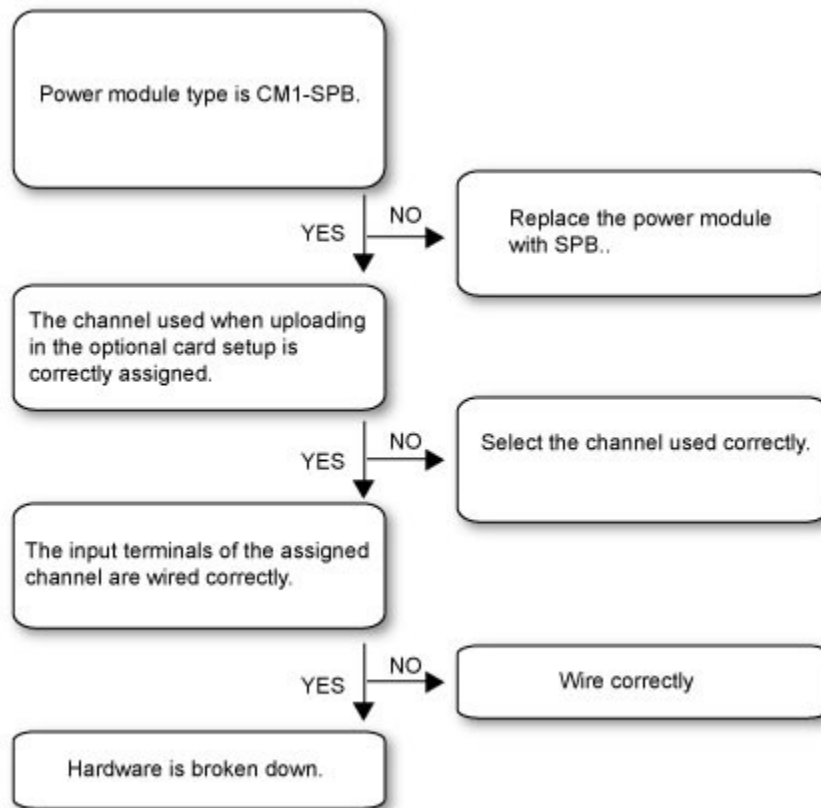 Power module type is CM1-SPB.
YES
NO
Replace the power module
with SPB..
The channel used when uploading
in the optional card setup is
correctly assigned.
YES
NO
Select the channel used correctly.
The input terminals of the assigned
channel are wired correctly.
YES
NO
Wire correctly
Hardware is broken down.